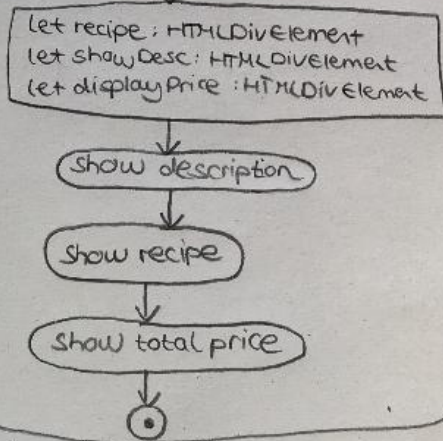 let recipe : HTMLDivElement
let showDesc : HTMLDivElement
let displayPrice : HTMLDivElement
show description
show recipe
show total price